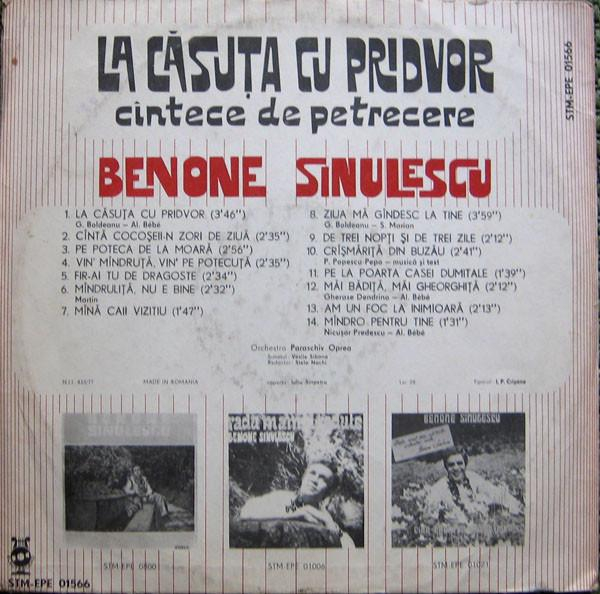 LA CĂSUȚA CU PRIDVOR
cîntece de petrecere
STM-EPE 01566
BENONE SINULESCU
1. LA CĂSUȚA CU PRIDVOR (3'46'')
G. Boldeanu – Al. Bébé
2. CÎNTĂ COCOȘEII-N ZORI DE ZIUĂ (2'35'')
3. PE POTECA DE LA MOARĂ (2'56'')
4. VIN' MÎNDRUȚĂ, VIN' PE POTECUȚĂ (2'35'')
5. FIR-AI TU DE DRAGOSTE (2'34'')
6. MÎNDRULIȚĂ, NU E BINE (2'32'')
Martin
7. MÎNĂ CAII VIZITIU (1'47'')
8. ZIUA MĂ GÎNDESC LA TINE (3'59'')
G. Boldeanu – S. Marian
9. DE TREI NOPȚI ȘI DE TREI ZILE (2'12'')
10. CRÎȘMĂRIȚĂ DIN BUZĂU (2'41'')
P. Popescu-Pepo – muzică și text
11. PE LA POARTA CASEI DUMITALE (1'39'')
12. MĂI BĂDIȚĂ, MĂI GHEORGHIȚĂ (2'12'')
Gherase Dendrino – Al. Bébé
13. AM UN FOC LA INIMIOARĂ (2'13'')
14. MÎNDRO PENTRU TINE (1'31'')
Nicușor Predescu – Al. Bébé
Orchestra Paraschiv Oprea
MADE IN ROMANIA
BENONE SINULESCU
BENONE SINULESCU
STM-EPE 0800
STM-EPE 01006
STM-EPE 01021
STM-EPE 01566